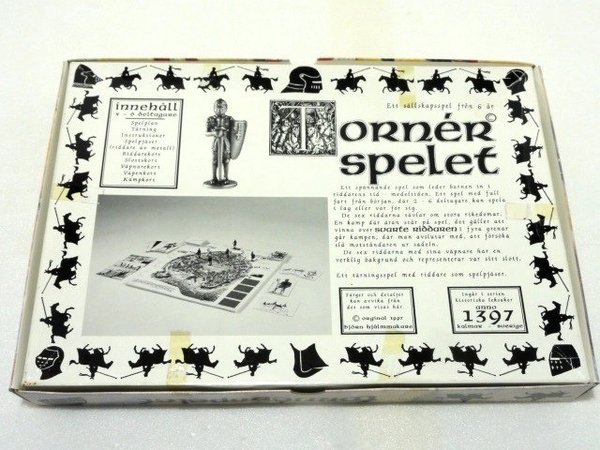 innehåll
2 - 6 deltagare
Spelplan
Tärning
Instruktioner
Spelpjäser
(riddare av metall)
Riddarekort
Slottskort
Väpnarekort
Vapenkort
Kampkort
Ett sällskapsspel från 6 år
Tornér©
spelet
Ett spännande spel som leder barnen in i
riddarens tid - medeltiden. Ett spel med full
fart från början, där 2 - 6 deltagare kan spela
i lag eller var för sig.
De sex riddarna tävlar om stora rikedomar.
En kamp där äran står på spel, det gäller att
vinna över svarte riddaren i fyra grenar
går kampen, där man avslutar med, att försöka
slå motståndaren ur sadeln.
De sex riddarna med sina väpnare har en
verklig bakgrund och representerar var sitt slott.
Ett tärningsspel med riddare som spelpjäser.
Färger och detaljer
kan avvika från
det som visas här.
© original 1997
björn hjälmmakare
Ingår i serien
historiska leksaker
anno
1397
kalmar - sverige